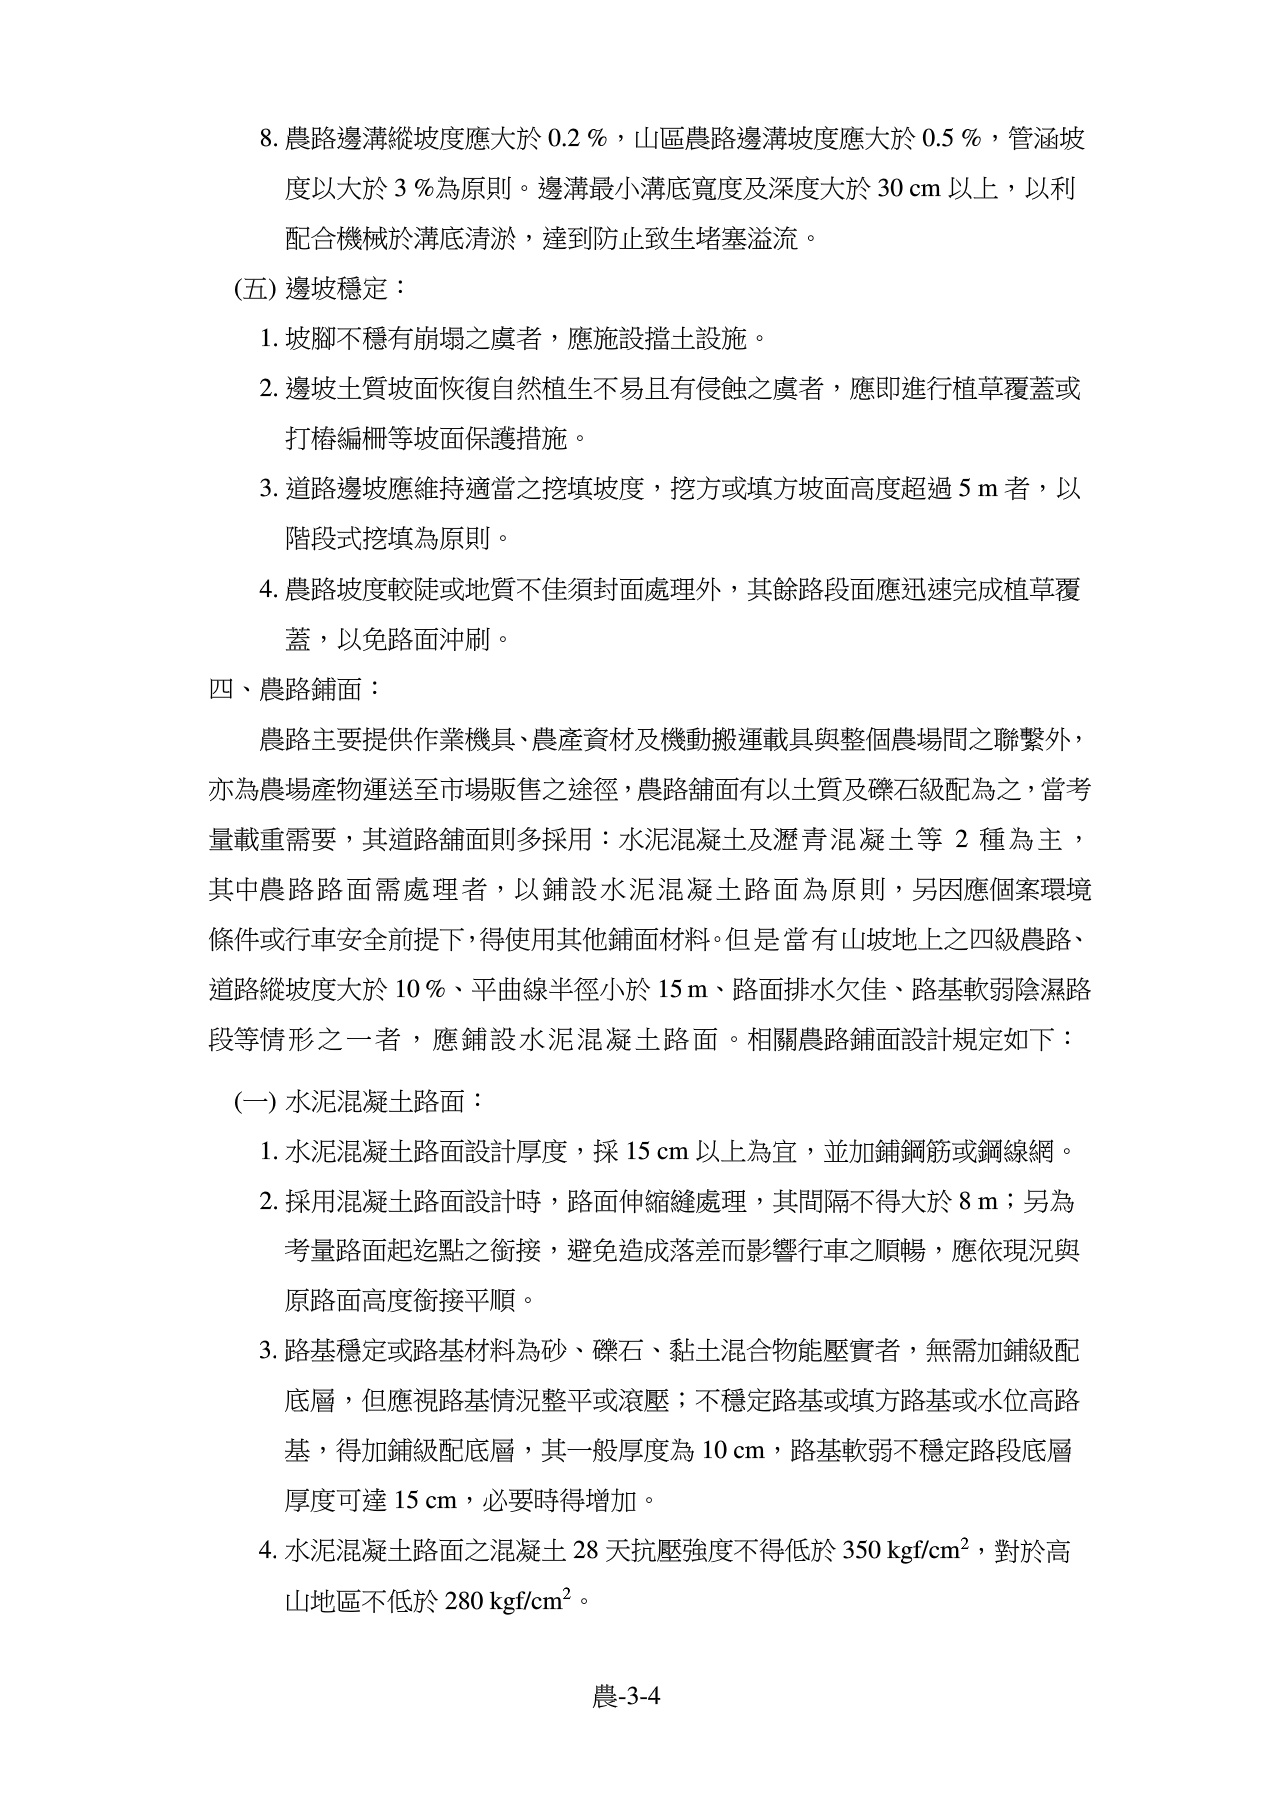 8. 農路邊溝縱坡度應大於 0.2 %，山區農路邊溝坡度應大於 0.5 %，管涵坡
度以大於 3 %為原則。邊溝最小溝底寬度及深度大於 30 cm 以上，以利
配合機械於溝底清淤，達到防止致生堵塞溢流。
(五) 邊坡穩定：
1. 坡腳不穩有崩塌之虞者，應施設擋土設施。
2. 邊坡土質坡面恢復自然植生不易且有侵蝕之虞者，應即進行植草覆蓋或
打樁編柵等坡面保護措施。
3. 道路邊坡應維持適當之挖填坡度，挖方或填方坡面高度超過 5 m 者，以
階段式挖填為原則。
4. 農路坡度較陡或地質不佳須封面處理外，其餘路段面應迅速完成植草覆
蓋，以免路面沖刷。
四、農路鋪面：
農路主要提供作業機具、農產資材及機動搬運載具與整個農場間之聯繫外，
亦為農場產物運送至市場販售之途徑，農路舖面有以土質及礫石級配為之，當考
量載重需要，其道路舖面則多採用：水泥混凝土及瀝青混凝土等 2 種為主，
其中農路路面需處理者，以鋪設水泥混凝土路面為原則，另因應個案環境
條件或行車安全前提下，得使用其他鋪面材料。但是當有山坡地上之四級農路、
道路縱坡度大於 10 %、平曲線半徑小於 15 m、路面排水欠佳、路基軟弱陰濕路
段等情形之一者，應鋪設水泥混凝土路面。相關農路鋪面設計規定如下：
(一) 水泥混凝土路面：
1. 水泥混凝土路面設計厚度，採 15 cm 以上為宜，並加鋪鋼筋或鋼線網。
2. 採用混凝土路面設計時，路面伸縮縫處理，其間隔不得大於 8 m；另為
考量路面起迄點之銜接，避免造成落差而影響行車之順暢，應依現況與
原路面高度銜接平順。
3. 路基穩定或路基材料為砂、礫石、黏土混合物能壓實者，無需加鋪級配
底層，但應視路基情況整平或滾壓；不穩定路基或填方路基或水位高路
基，得加鋪級配底層，其一般厚度為 10 cm，路基軟弱不穩定路段底層
厚度可達 15 cm，必要時得增加。
4. 水泥混凝土路面之混凝土 28 天抗壓強度不得低於 350 kgf/cm²，對於高
山地區不低於 280 kgf/cm²。
農-3-4